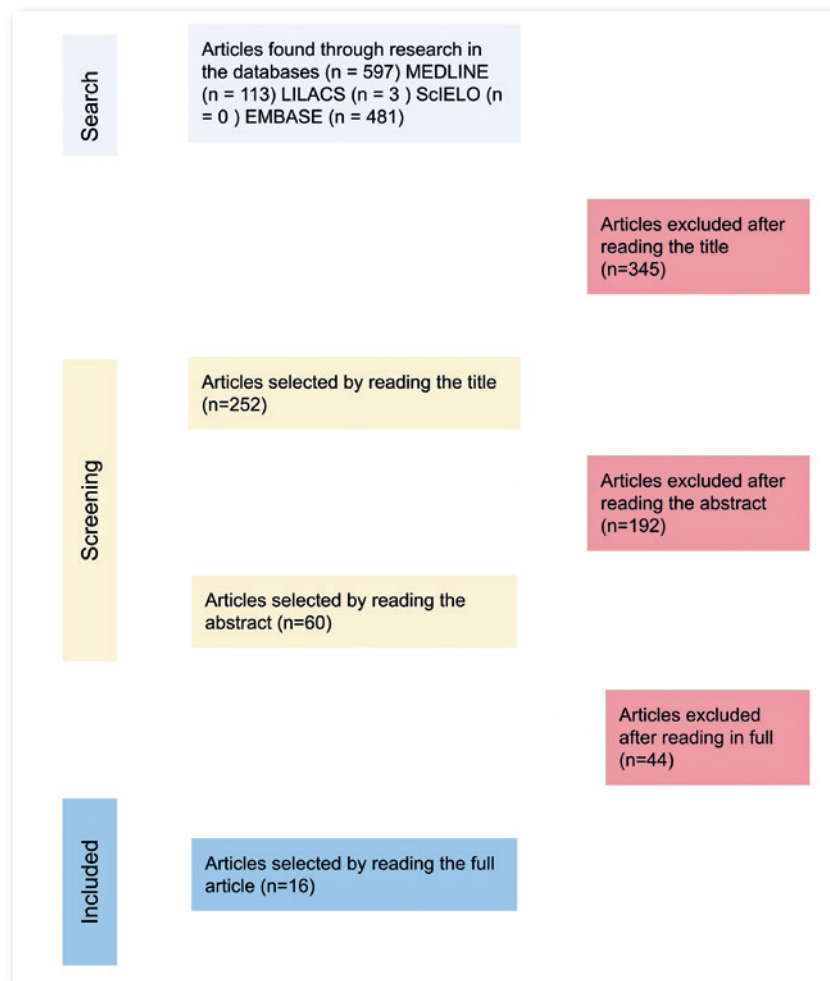 Search
Articles found through research in
the databases (n = 597) MEDLINE
(n = 113) LILACS (n = 3 ) ScIELO (n
= 0 ) EMBASE (n = 481)
Articles excluded after
reading the title
(n=345)
Screening
Articles selected by reading the title
(n=252)
Articles excluded after
reading the abstract
(n=192)
Articles selected by reading the
abstract (n=60)
Articles excluded
after reading in full
(n=44)
Included
Articles selected by reading the full
article (n=16)